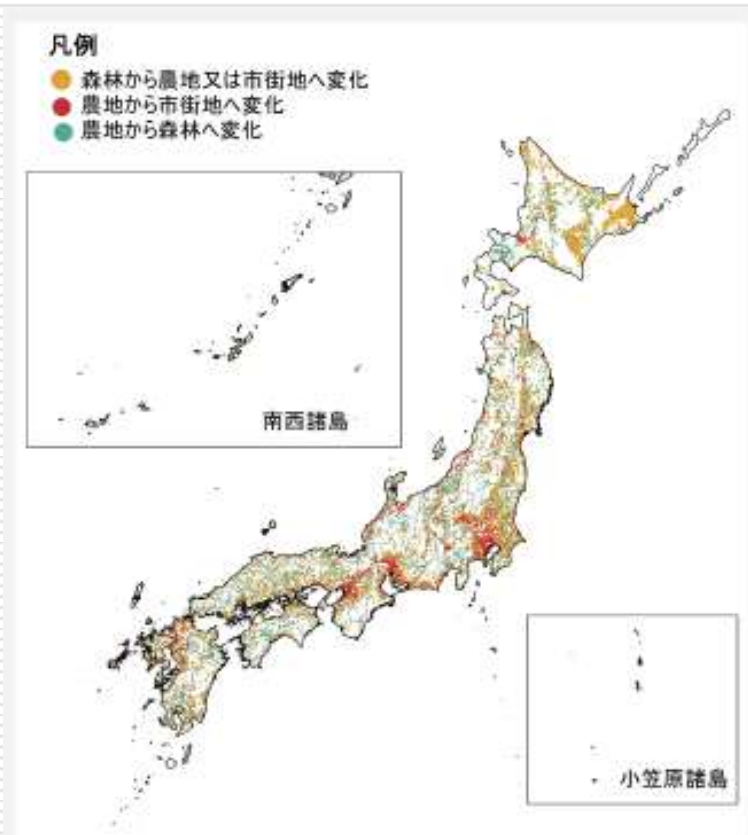 凡例
森林から農地又は市街地へ変化
農地から市街地へ変化
農地から森林へ変化
南西諸島
小笠原諸島